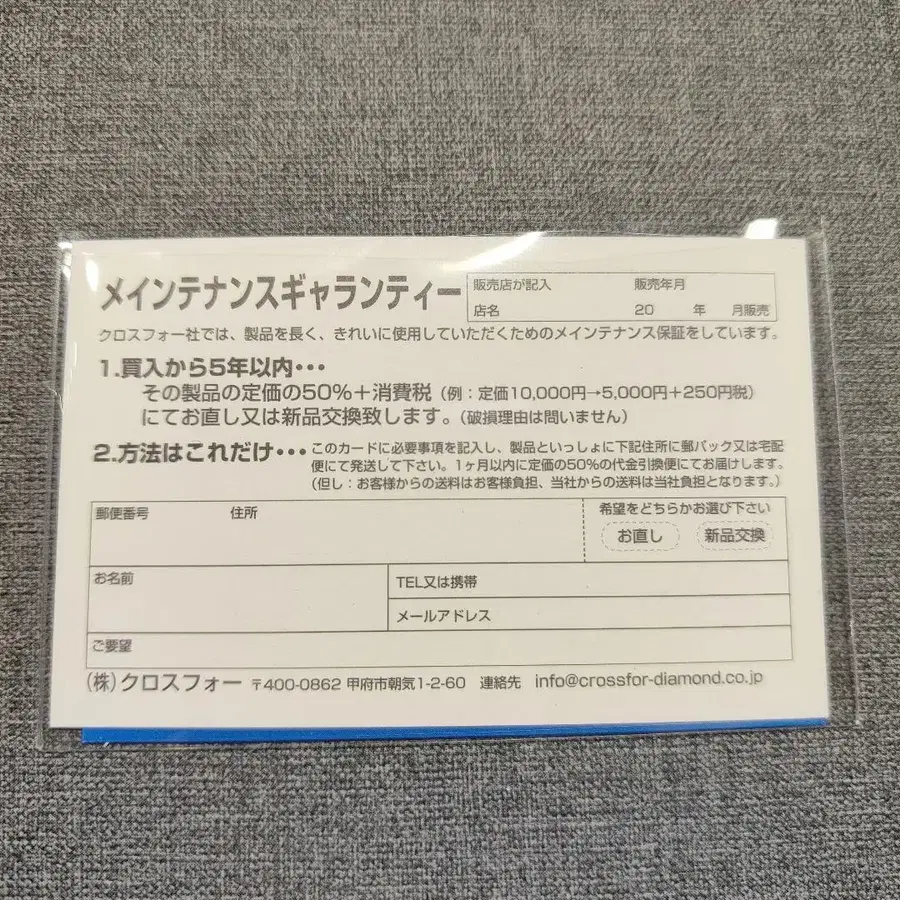 メインテナンスギャランティー
販売店が記入 販売年月
店名 20 年 月販売
クロスフォー社では、製品を長く、きれいに使用していただくためのメインテナンス保証をしています。
1.買入から5年以内･･･
その製品の定価の50%+消費税（例：定価10,000円→5,000円+250円税）
にてお直し又は新品交換致します。（破損理由は問いません）
2.方法はこれだけ･･･このカードに必要事項を記入し、製品といっしょに下記住所に郵パック又は宅配
便にて発送して下さい。1ヶ月以内に定価の50%の代金引換便にてお届けします。
（但し：お客様からの送料はお客様負担、当社からの送料は当社負担となります。）
郵便番号 住所 希望をどちらかお選び下さい
お直し 新品交換
お名前 TEL又は携帯
メールアドレス
ご要望
（株）クロスフォー 〒400-0862 甲府市朝気1-2-60 連絡先 info@crossfor-diamond.co.jp